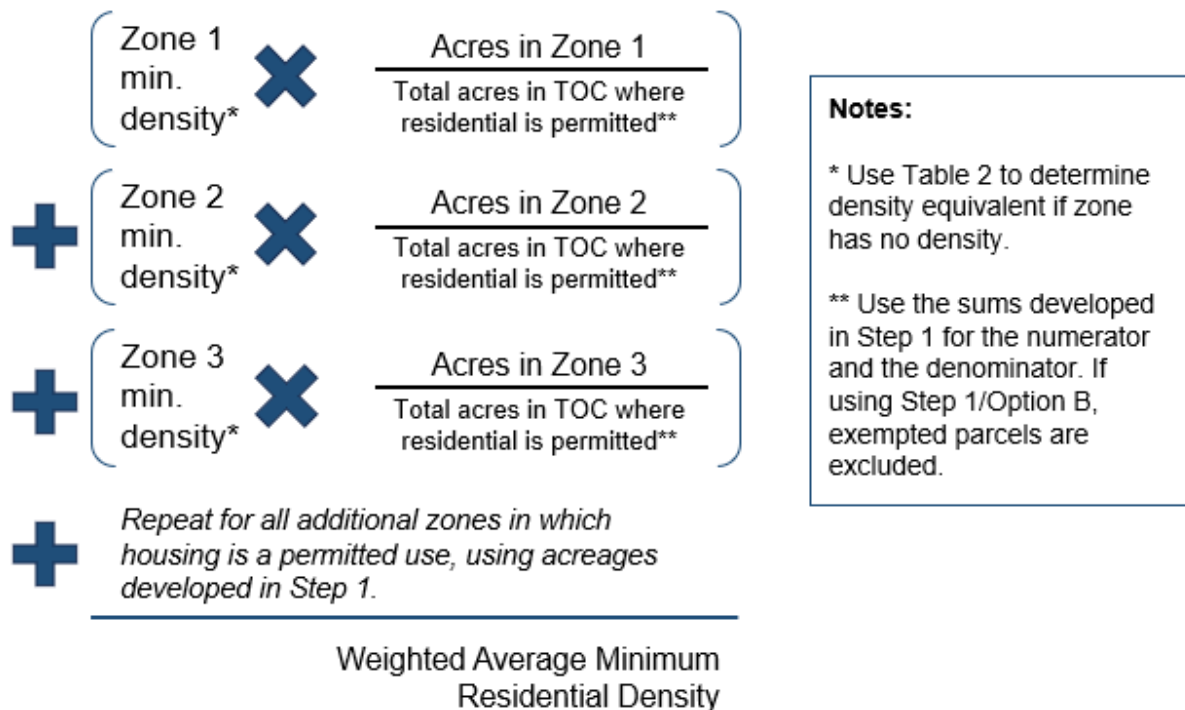 Zone 1
min.
density*
Acres in Zone 1
Total acres in TOC where
residential is permitted**
Zone 2
min.
density*
Acres in Zone 2
Total acres in TOC where
residential is permitted**
Zone 3
min.
density*
Acres in Zone 3
Total acres in TOC where
residential is permitted**
Repeat for all additional zones in which
housing is a permitted use, using acreages
developed in Step 1.
Weighted Average Minimum
Residential Density
Notes:
* Use Table 2 to determine
density equivalent if zone
has no density.
** Use the sums developed
in Step 1 for the numerator
and the denominator. If
using Step 1/Option B,
exempted parcels are
excluded.